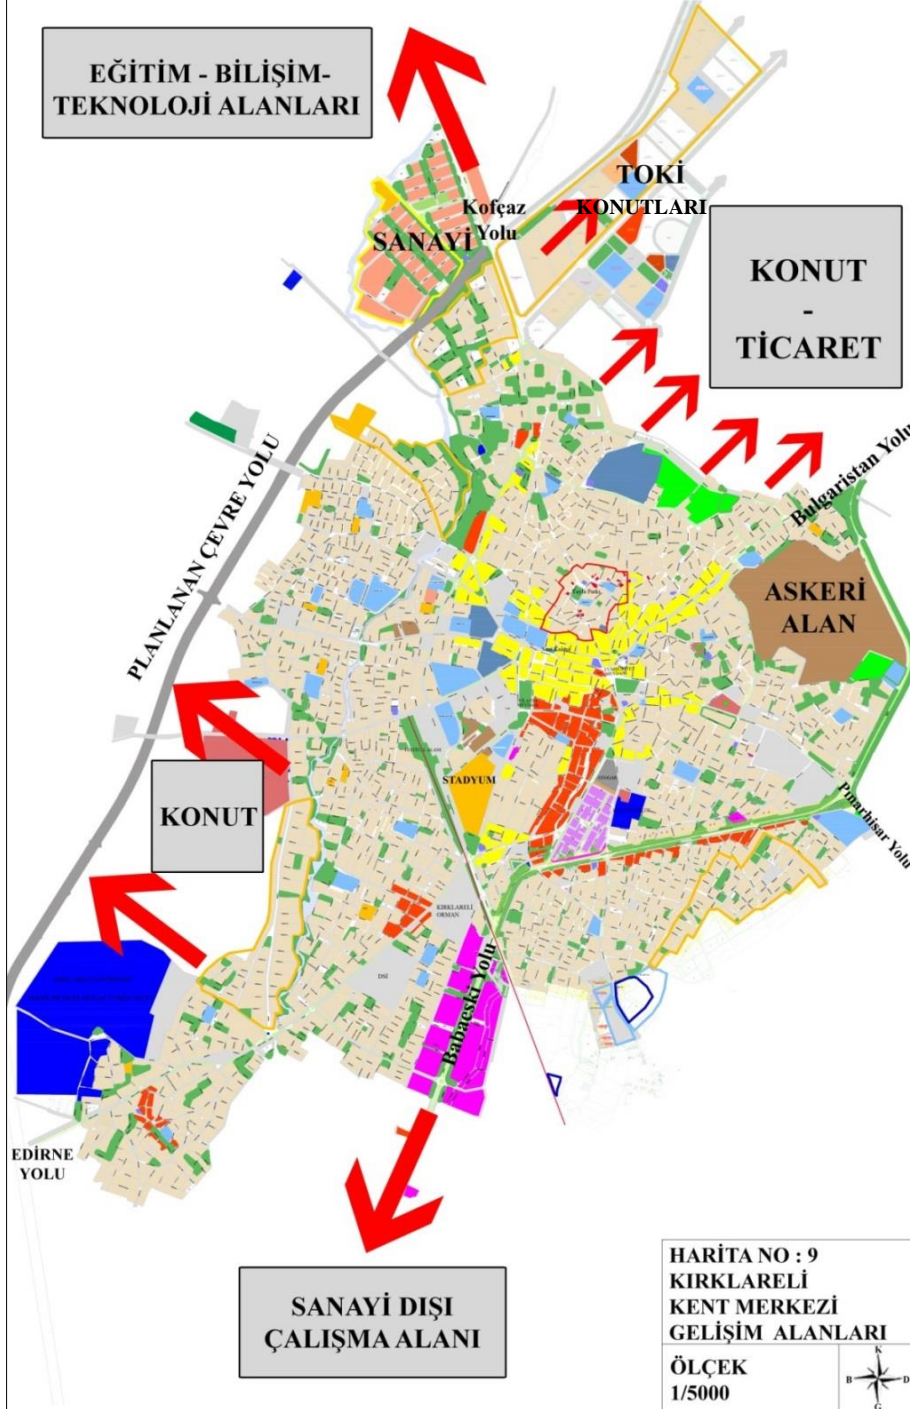 EĞİTİM - BİLİŞİM-
TEKNOLOJİ ALANLARI
TOKİ
KONUTLARI
Kofçaz
Yolu
SANAYİ
KONUT
-
TİCARET
PLANLANAN ÇEVRE YOLU
Bulgaristan Yolu
ASKERİ
ALAN
STADYUM
KONUT
Pınarhisar Yolu
KIRKLARELİ
ORMAN
DSİ
Babaeski Yolu
EDİRNE
YOLU
SANAYİ DIŞI
ÇALIŞMA ALANI
HARİTA NO : 9
KIRKLARELİ
KENT MERKEZİ
GELİŞİM ALANLARI
ÖLÇEK
1/5000
K
B
D
G